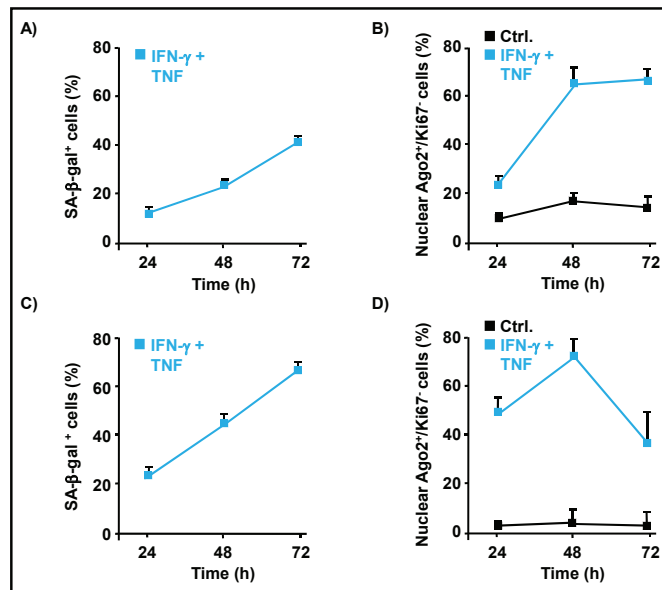 A)
IFN-γ +
TNF
SA-β-gal⁺ cells (%)
80
60
40
20
0
24 48 72
Time (h)
B)
Ctrl.
IFN-γ +
TNF
Nuclear Ago2⁺/Ki67⁻ cells (%)
80
60
40
20
0
24 48 72
Time (h)
C)
IFN-γ +
TNF
SA-β-gal ⁺ cells (%)
80
60
40
20
0
24 48 72
Time (h)
D)
Ctrl.
IFN-γ +
TNF
Nuclear Ago2⁺/Ki67⁻ cells (%)
80
60
40
20
0
24 48 72
Time (h)